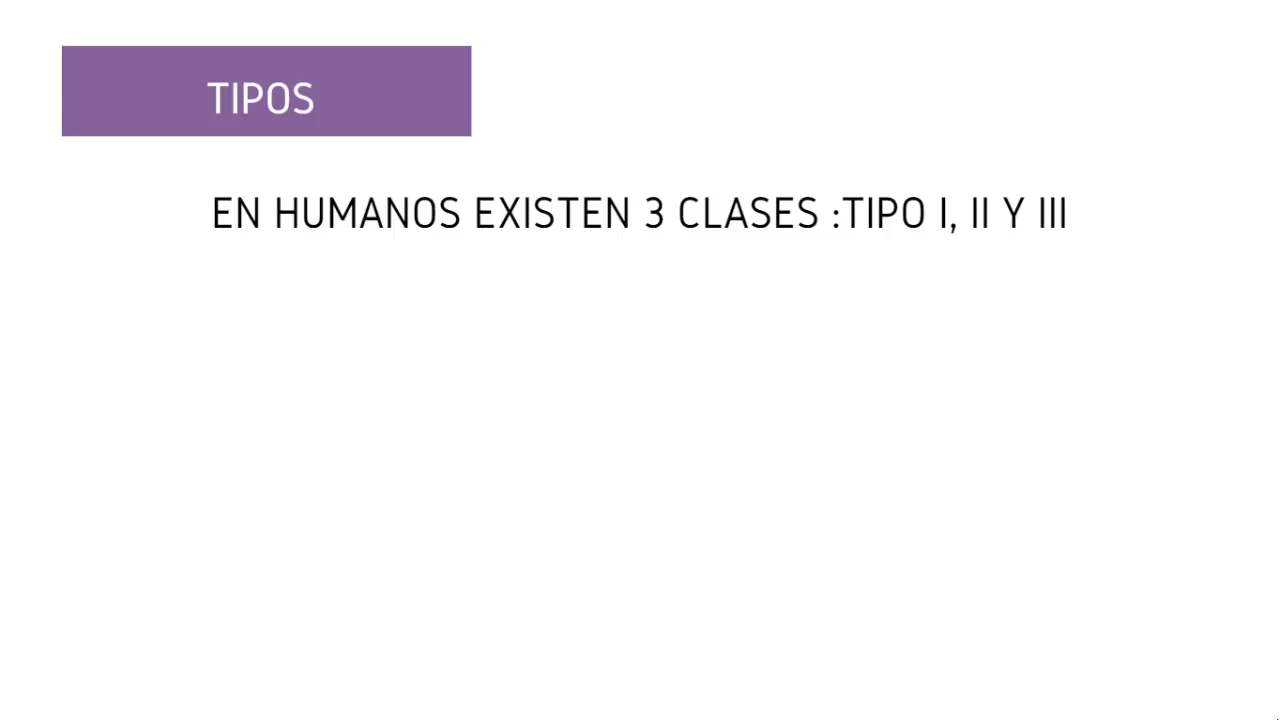 TIPOS
EN HUMANOS EXISTEN 3 CLASES :TIPO I, II Y III